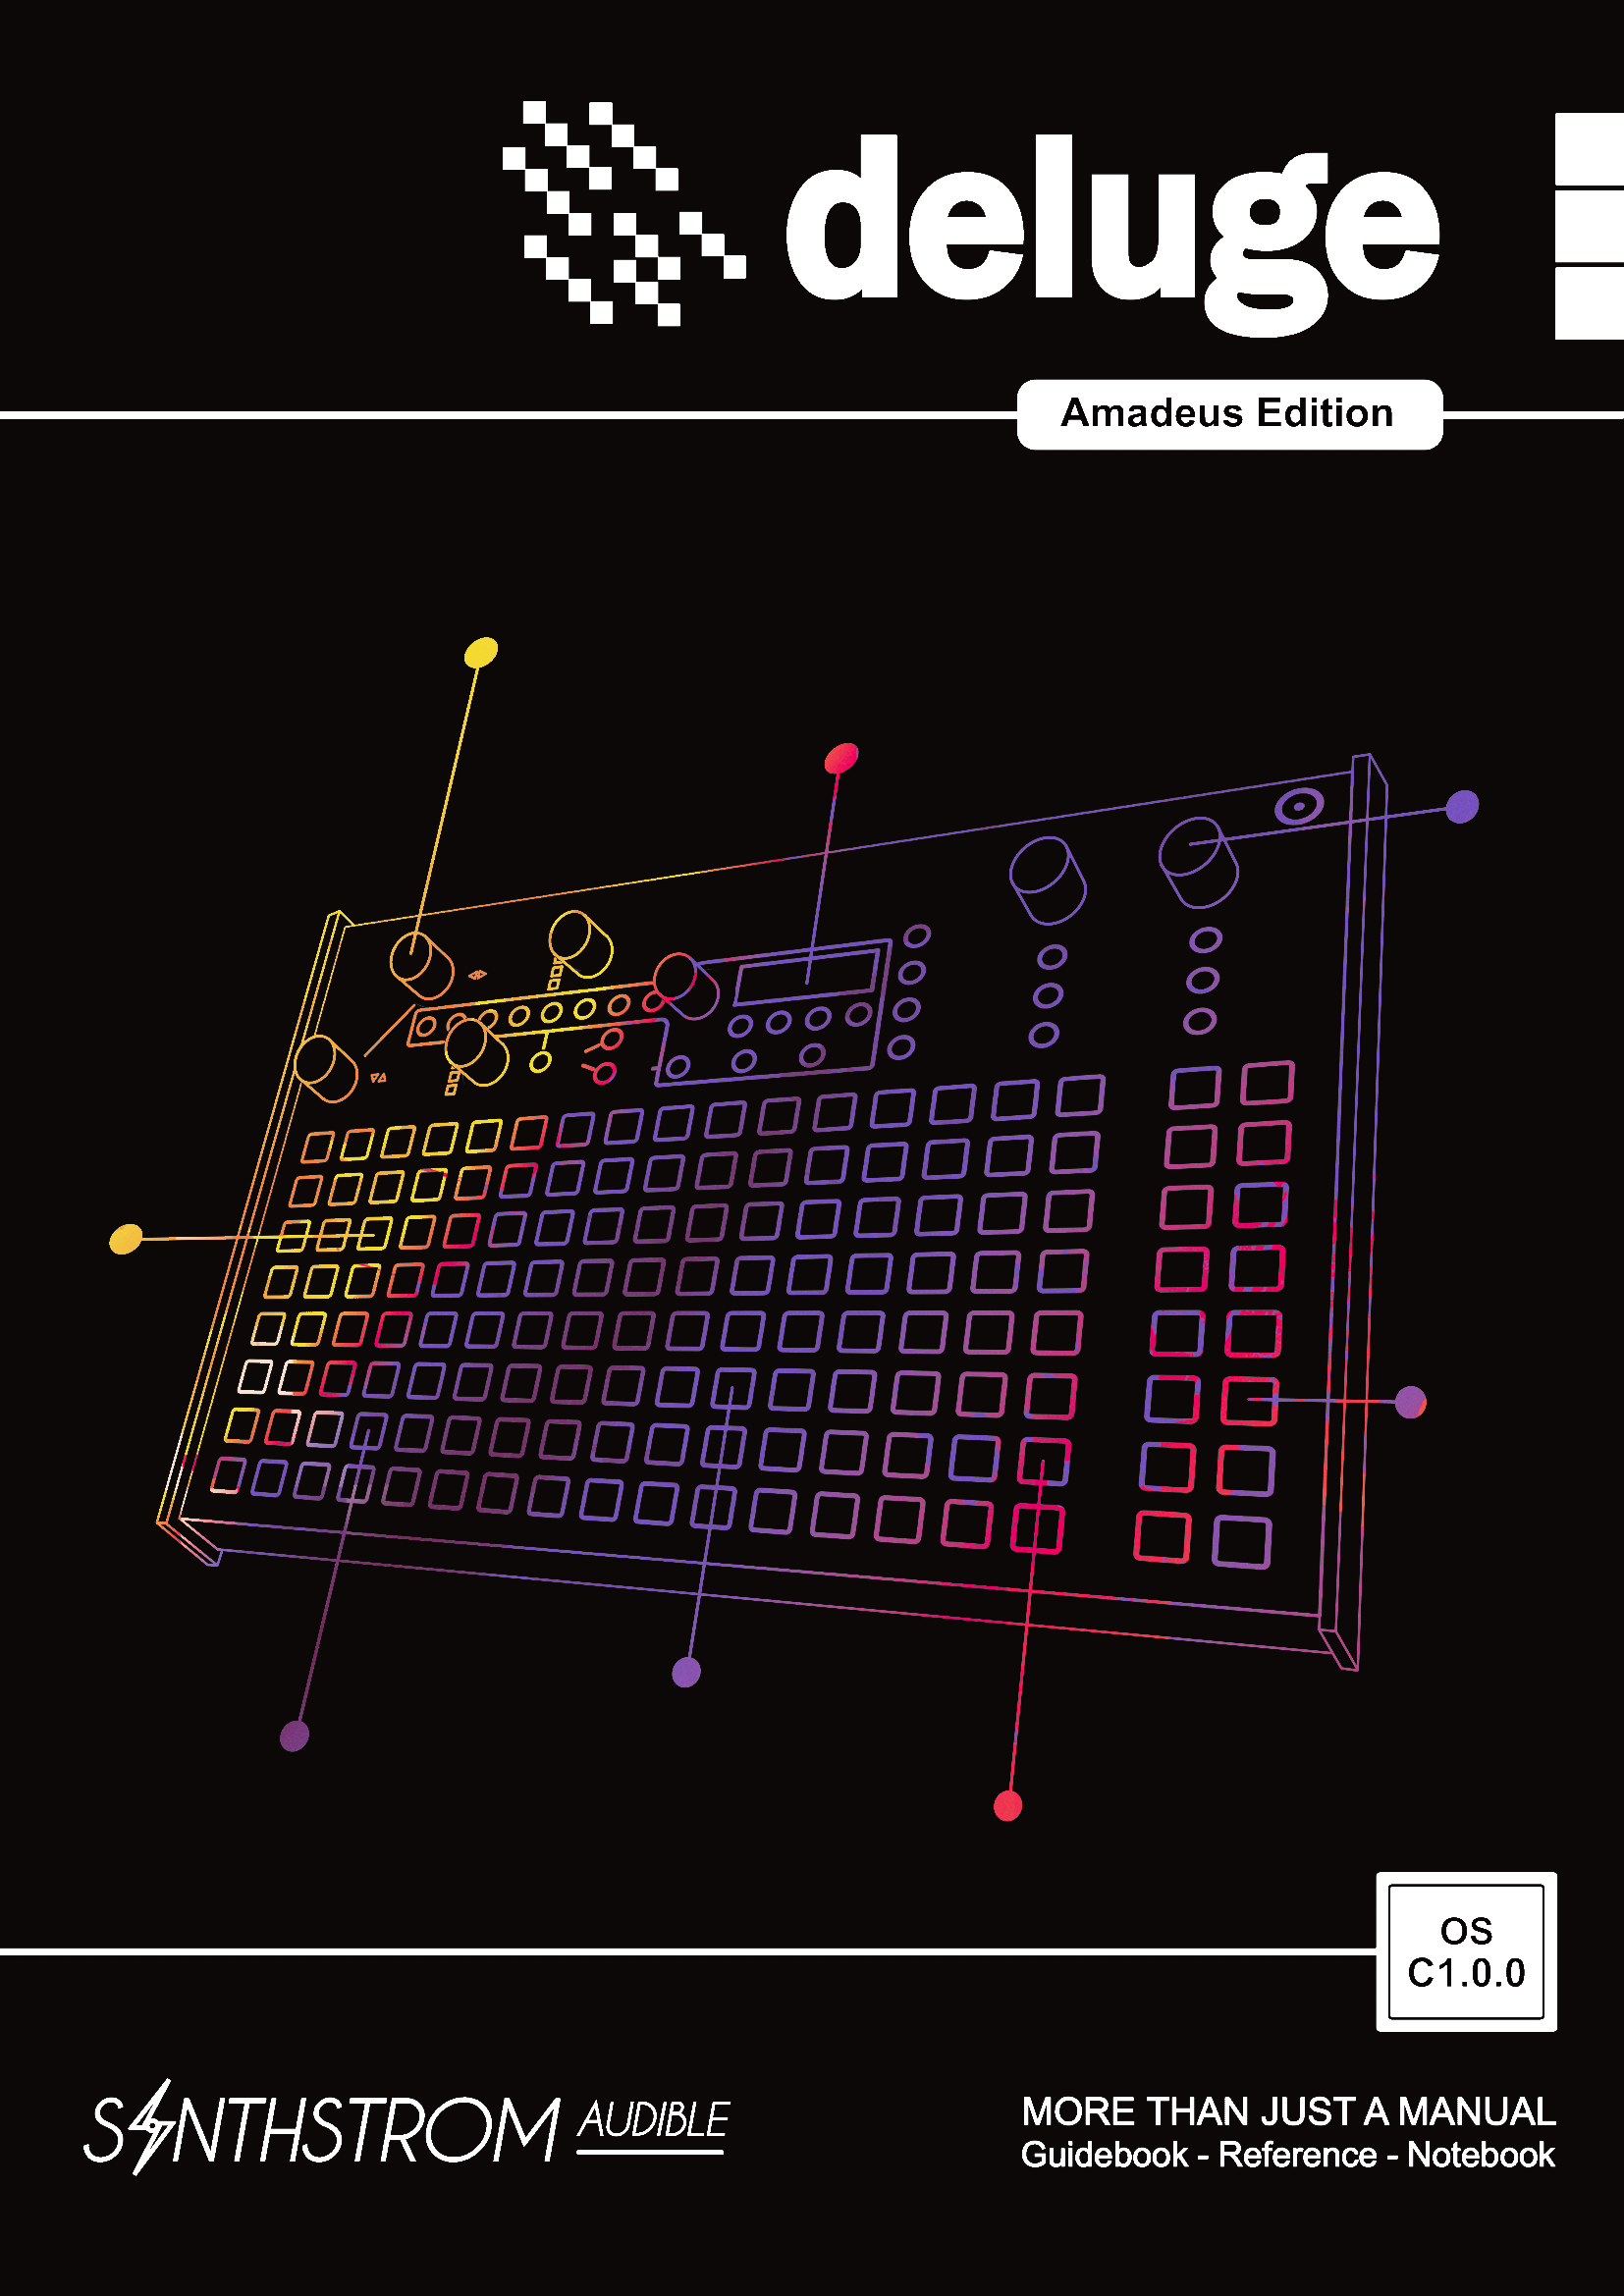 deluge
Amadeus Edition
OS
C1.0.0
SYNTHSTROM AUDIBLE
MORE THAN JUST A MANUAL
Guidebook - Reference - Notebook